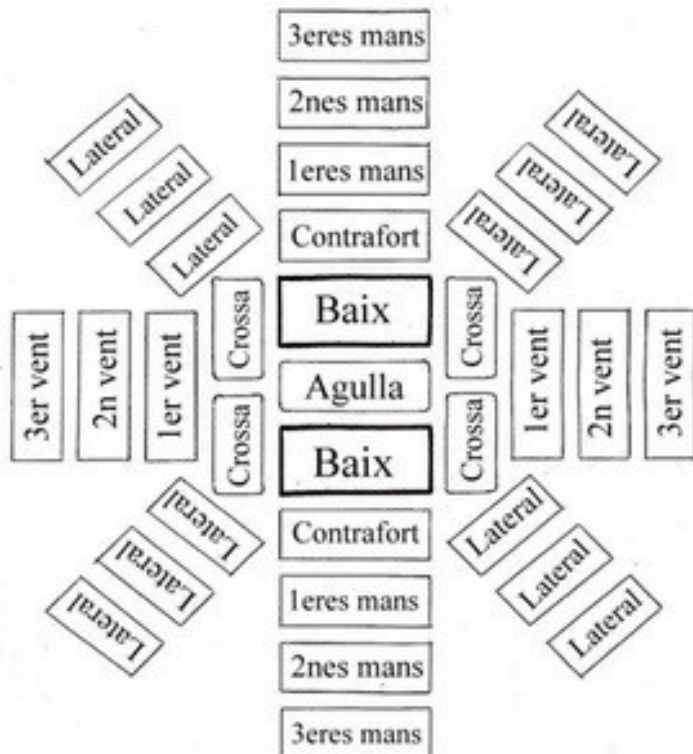 3eres mans
2nes mans
1eres mans
Contrafort
Lateral
Lateral
Lateral
Lateral
Lateral
Lateral
Crossa
Baix
Crossa
3er vent
2n vent
1er vent
Agulla
1er vent
2n vent
3er vent
Crossa
Baix
Crossa
Lateral
Lateral
Lateral
Contrafort
Lateral
Lateral
Lateral
1eres mans
2nes mans
3eres mans